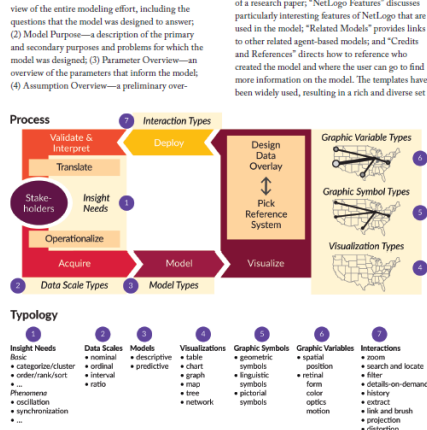 view of the entire modeling effort, including the
questions that the model was designed to answer;
(2) Model Purpose—a description of the primary
and secondary purposes and problems for which the
model was designed; (3) Parameter Overview—an
overview of the parameters that inform the model;
(4) Assumption Overview—a preliminary over-
of a research paper; "NetLogo Features" discusses
particularly interesting features of NetLogo that are
used in the model; "Related Models" provides links
to other related agent-based models; and "Credits
and References" directs how to reference who
created the model and where the user can go to find
more information on the model. The templates have
been widely used, resulting in a rich and diverse set
Process
7 Interaction Types
Validate &
Interpret
Deploy
Translate
Stake-
holders
Insight
Needs
1
Operationalize
Acquire
Model
Visualize
Design
Data
Overlay
Pick
Reference
System
Graphic Variable Types
6
Graphic Symbol Types
5
Visualization Types
4
2 Data Scale Types
3 Model Types
Typology
1
Insight Needs
Basic
• categorize/cluster
• order/rank/sort
• ...
Phenomena
• oscillation
• synchronization
• ...
2
Data Scales
• nominal
• ordinal
• interval
• ratio
3
Models
• descriptive
• predictive
4
Visualizations
• table
• chart
• graph
• map
• tree
• network
5
Graphic Symbols
• geometric
symbols
• linguistic
symbols
• pictorial
symbols
6
Graphic Variables
• spatial
position
• retinal
form
color
optics
motion
7
Interactions
• zoom
• search and locate
• filter
• details-on-demand
• history
• extract
• link and brush
• projection
• distortion